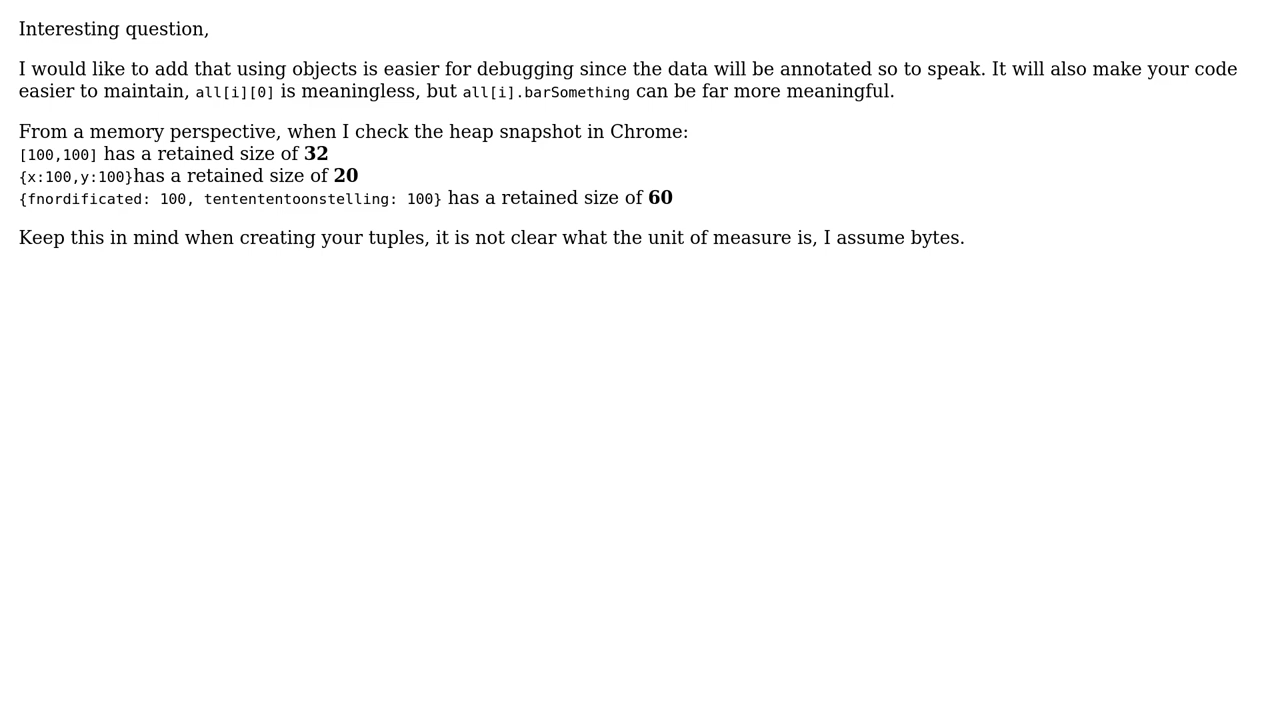 Interesting question,
I would like to add that using objects is easier for debugging since the data will be annotated so to speak. It will also make your code
easier to maintain, all[i][0] is meaningless, but all[i].barSomething can be far more meaningful.
From a memory perspective, when I check the heap snapshot in Chrome:
[100,100] has a retained size of 32
{x:100,y:100}has a retained size of 20
{fnordificated: 100, tentententoonstelling: 100} has a retained size of 60
Keep this in mind when creating your tuples, it is not clear what the unit of measure is, I assume bytes.